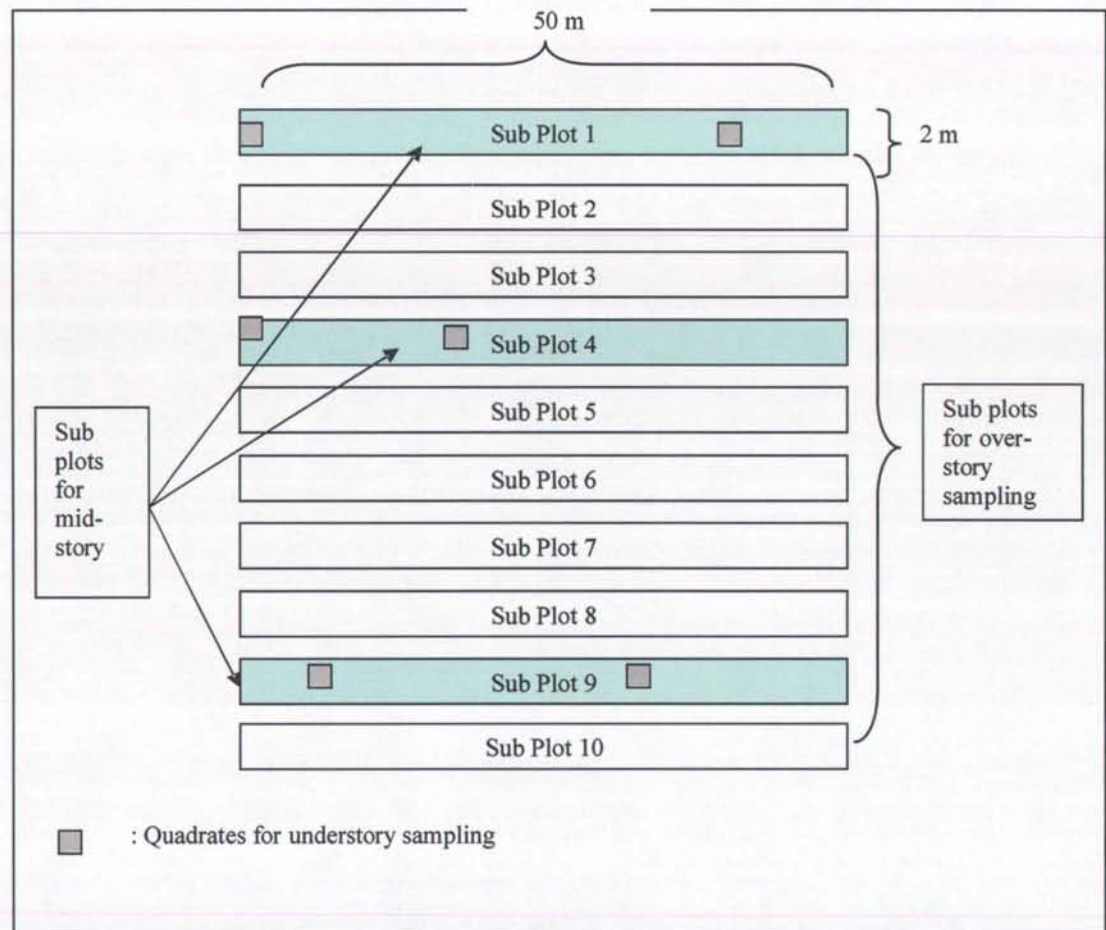 50 m
Sub Plot 1
2 m
Sub Plot 2
Sub Plot 3
Sub Plot 4
Sub Plot 5
Sub Plot 6
Sub Plot 7
Sub Plot 8
Sub Plot 9
Sub Plot 10
Sub
plots
for
mid-
story
Sub plots
for over-
story
sampling
: Quadrates for understory sampling